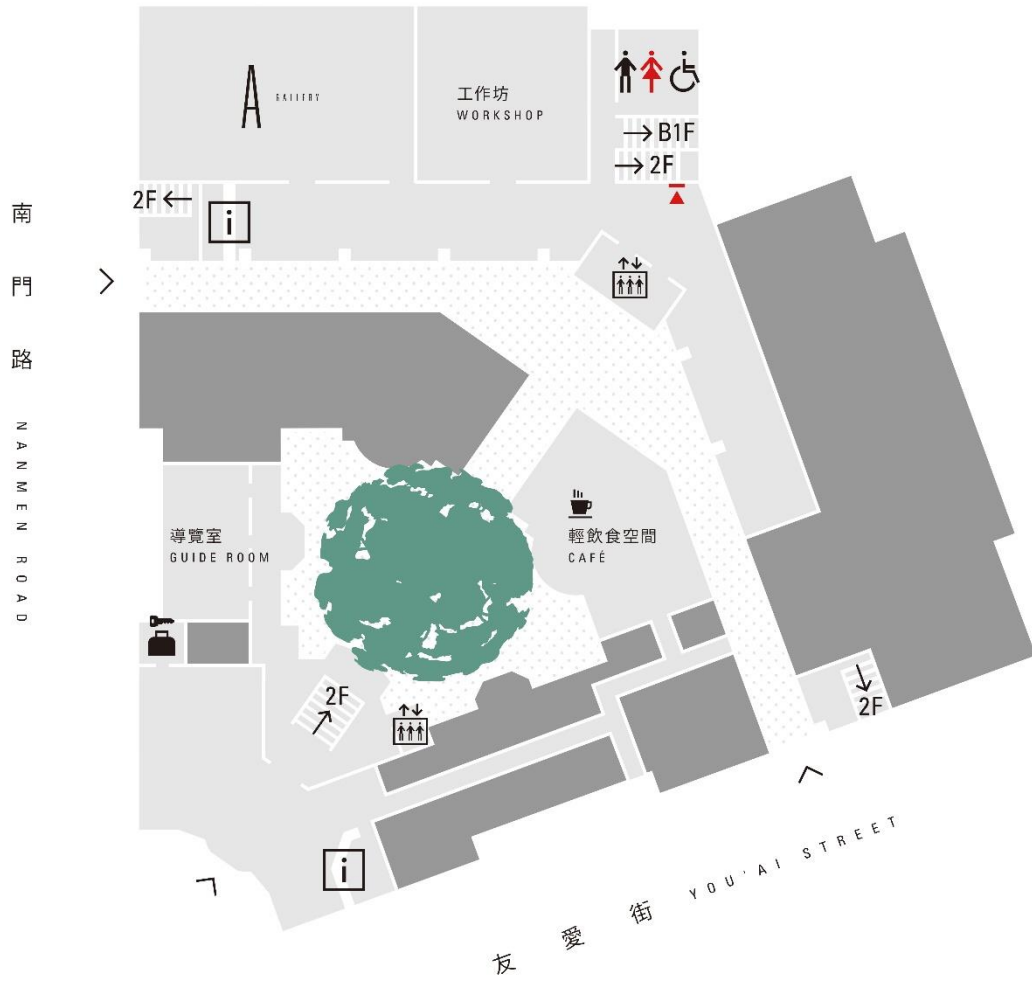 GALLERY
工作坊
WORKSHOP
B1F
2F
2F
i
南門路 NANMEN ROAD
輕飲食空間
CAFÉ
導覽室
GUIDE ROOM
2F
2F
i
友愛街 YOU'AI STREET